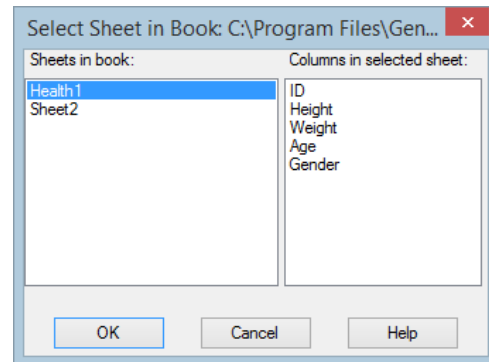 Select Sheet in Book: C:\Program Files\Gen...
Sheets in book:
Health1
Sheet2
Columns in selected sheet:
ID
Height
Weight
Age
Gender
OK
Cancel
Help